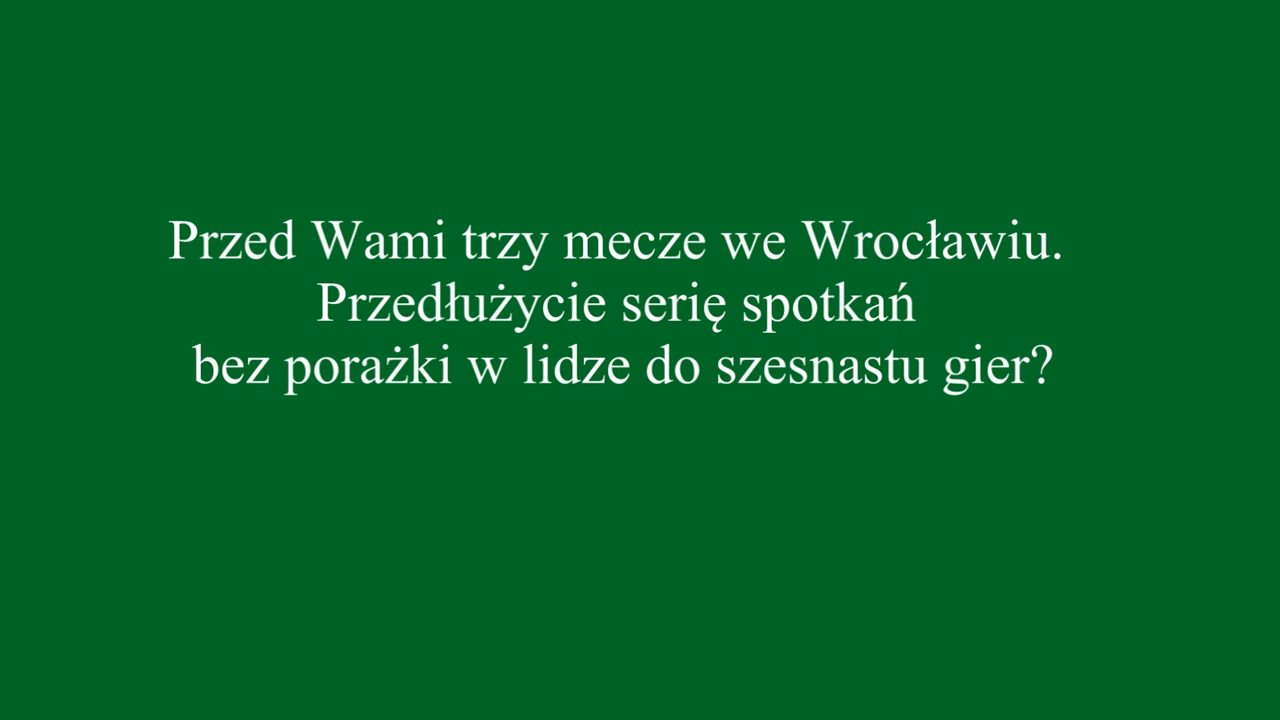 Przed Wami trzy mecze we Wrocławiu.
Przedłużycie serię spotkań
bez porażki w lidze do szesnastu gier?